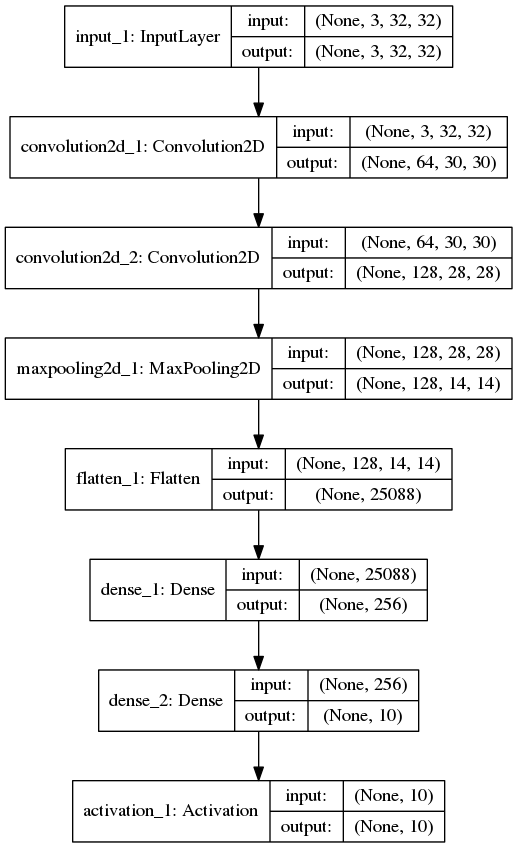 input_1: InputLayer
input: (None, 3, 32, 32)
output: (None, 3, 32, 32)
convolution2d_1: Convolution2D
input: (None, 3, 32, 32)
output: (None, 64, 30, 30)
convolution2d_2: Convolution2D
input: (None, 64, 30, 30)
output: (None, 128, 28, 28)
maxpooling2d_1: MaxPooling2D
input: (None, 128, 28, 28)
output: (None, 128, 14, 14)
flatten_1: Flatten
input: (None, 128, 14, 14)
output: (None, 25088)
dense_1: Dense
input: (None, 25088)
output: (None, 256)
dense_2: Dense
input: (None, 256)
output: (None, 10)
activation_1: Activation
input: (None, 10)
output: (None, 10)